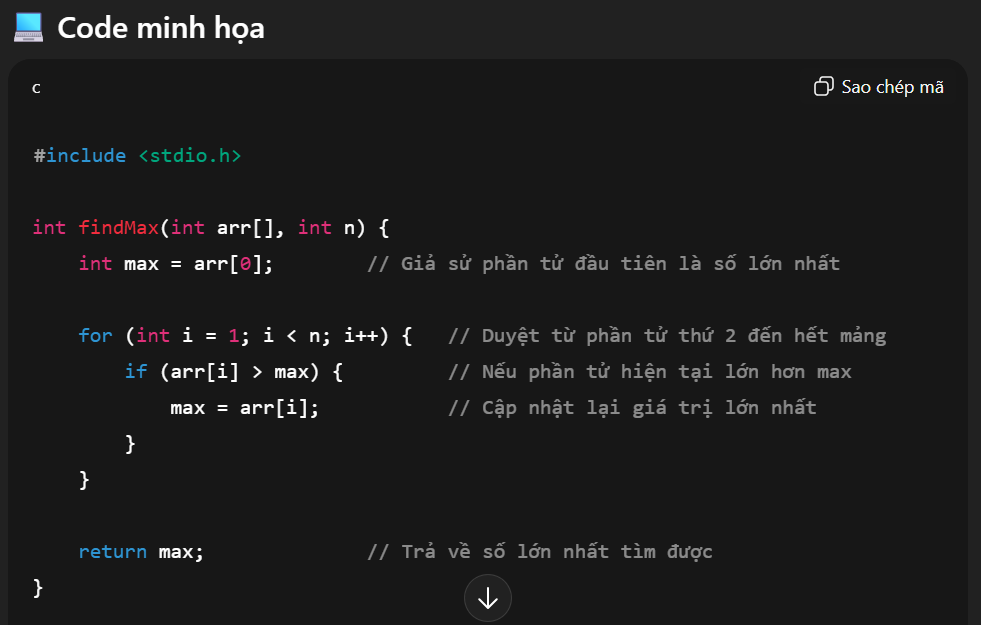 Code minh họa
c
Sao chép mã
#include <stdio.h>
int findMax(int arr[], int n) {
    int max = arr[0];        // Giả sử phần tử đầu tiên là số lớn nhất
    for (int i = 1; i < n; i++) {   // Duyệt từ phần tử thứ 2 đến hết mảng
        if (arr[i] > max) {         // Nếu phần tử hiện tại lớn hơn max
            max = arr[i];           // Cập nhật lại giá trị lớn nhất
        }
    }
    return max;              // Trả về số lớn nhất tìm được
}